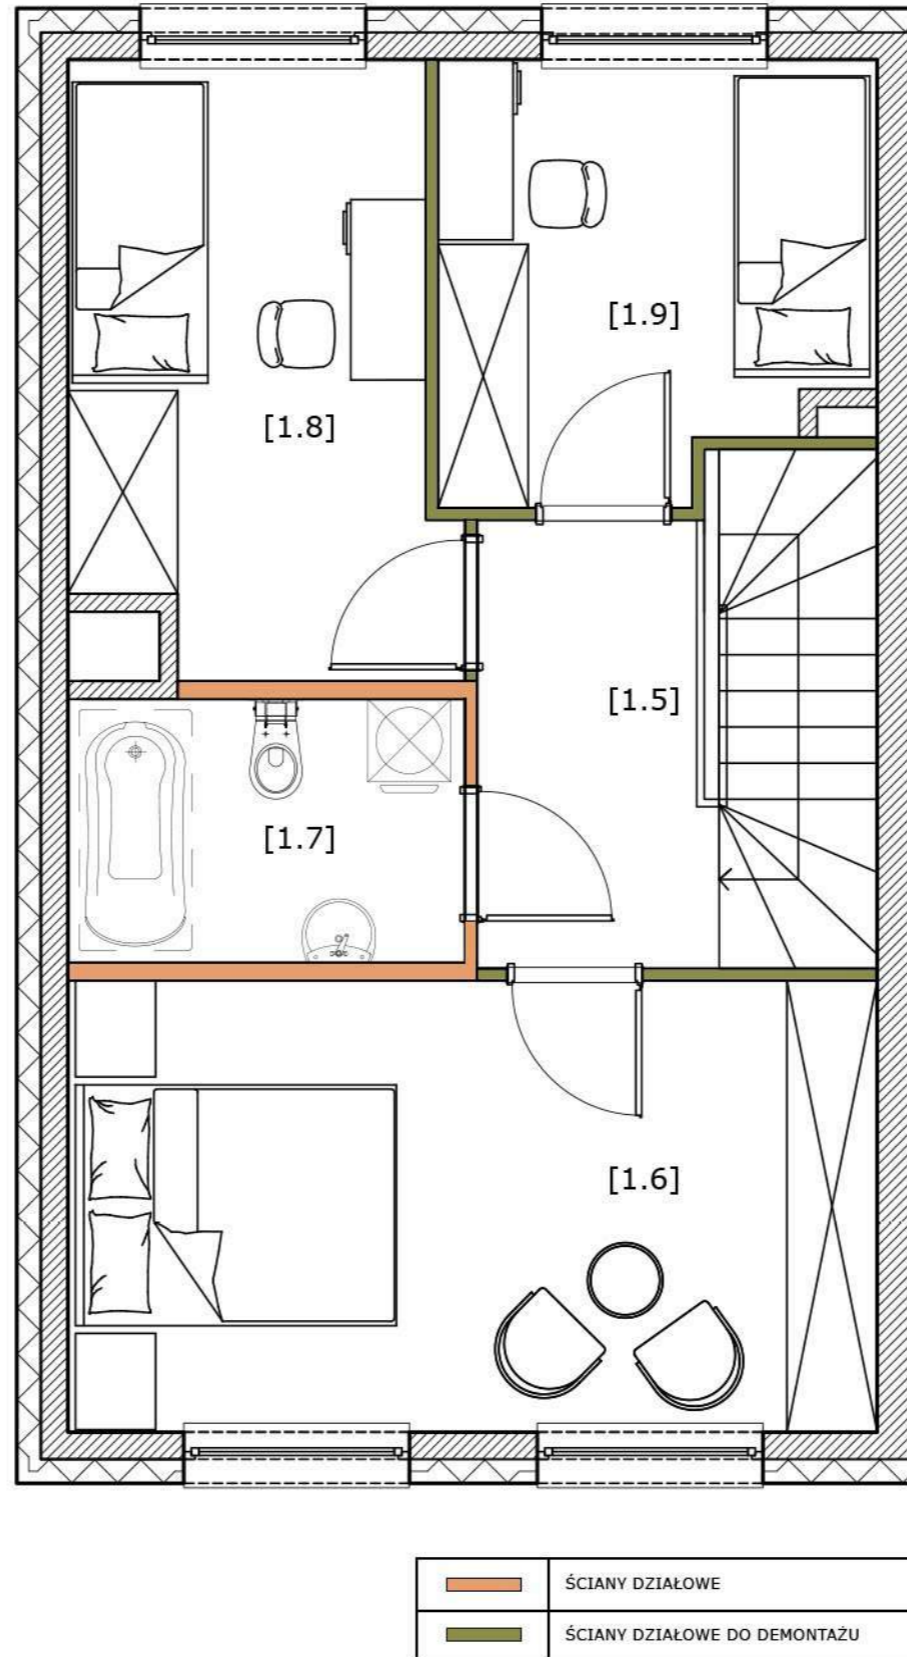 [1.9]
[1.8]
[1.5]
[1.7]
[1.6]
ŚCIANY DZIAŁOWE
ŚCIANY DZIAŁOWE DO DEMONTAŻU